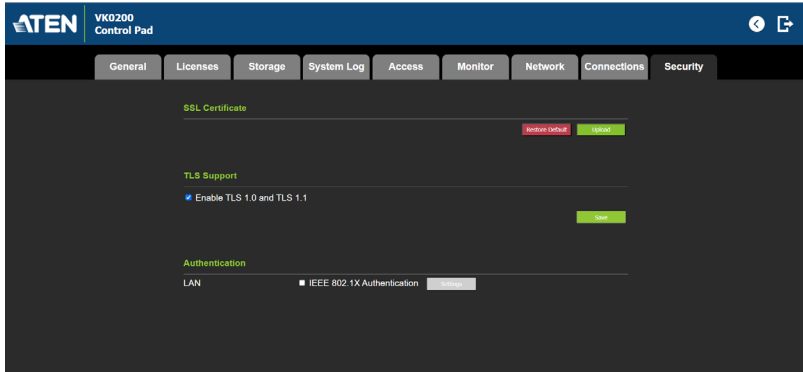 ATEN
VK0200
Control Pad
General Licenses Storage System Log Access Monitor Network Connections Security
SSL Certificate
Restore Default Upload
TLS Support
Enable TLS 1.0 and TLS 1.1
Save
Authentication
LAN IEEE 802.1X Authentication Settings